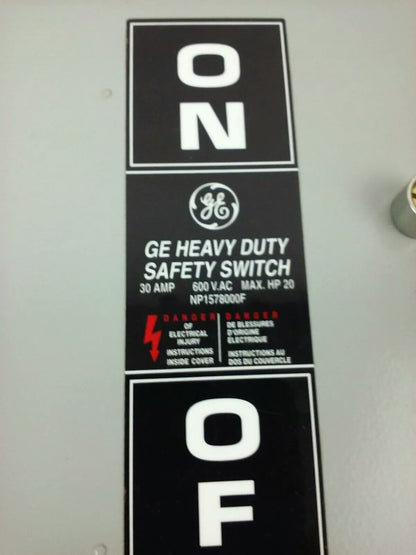 ON
GE
GE HEAVY DUTY
SAFETY SWITCH
30 AMP 600 V.AC MAX. HP 20
NP1578000F
DANGER
OF
ELECTRICAL
INJURY
INSTRUCTIONS
INSIDE COVER
DANGER
DE BLESSURES
D'ORIGINE
ELECTRIQUE
INSTRUCTIONS AU
DOS DU COUVERCLE
OF